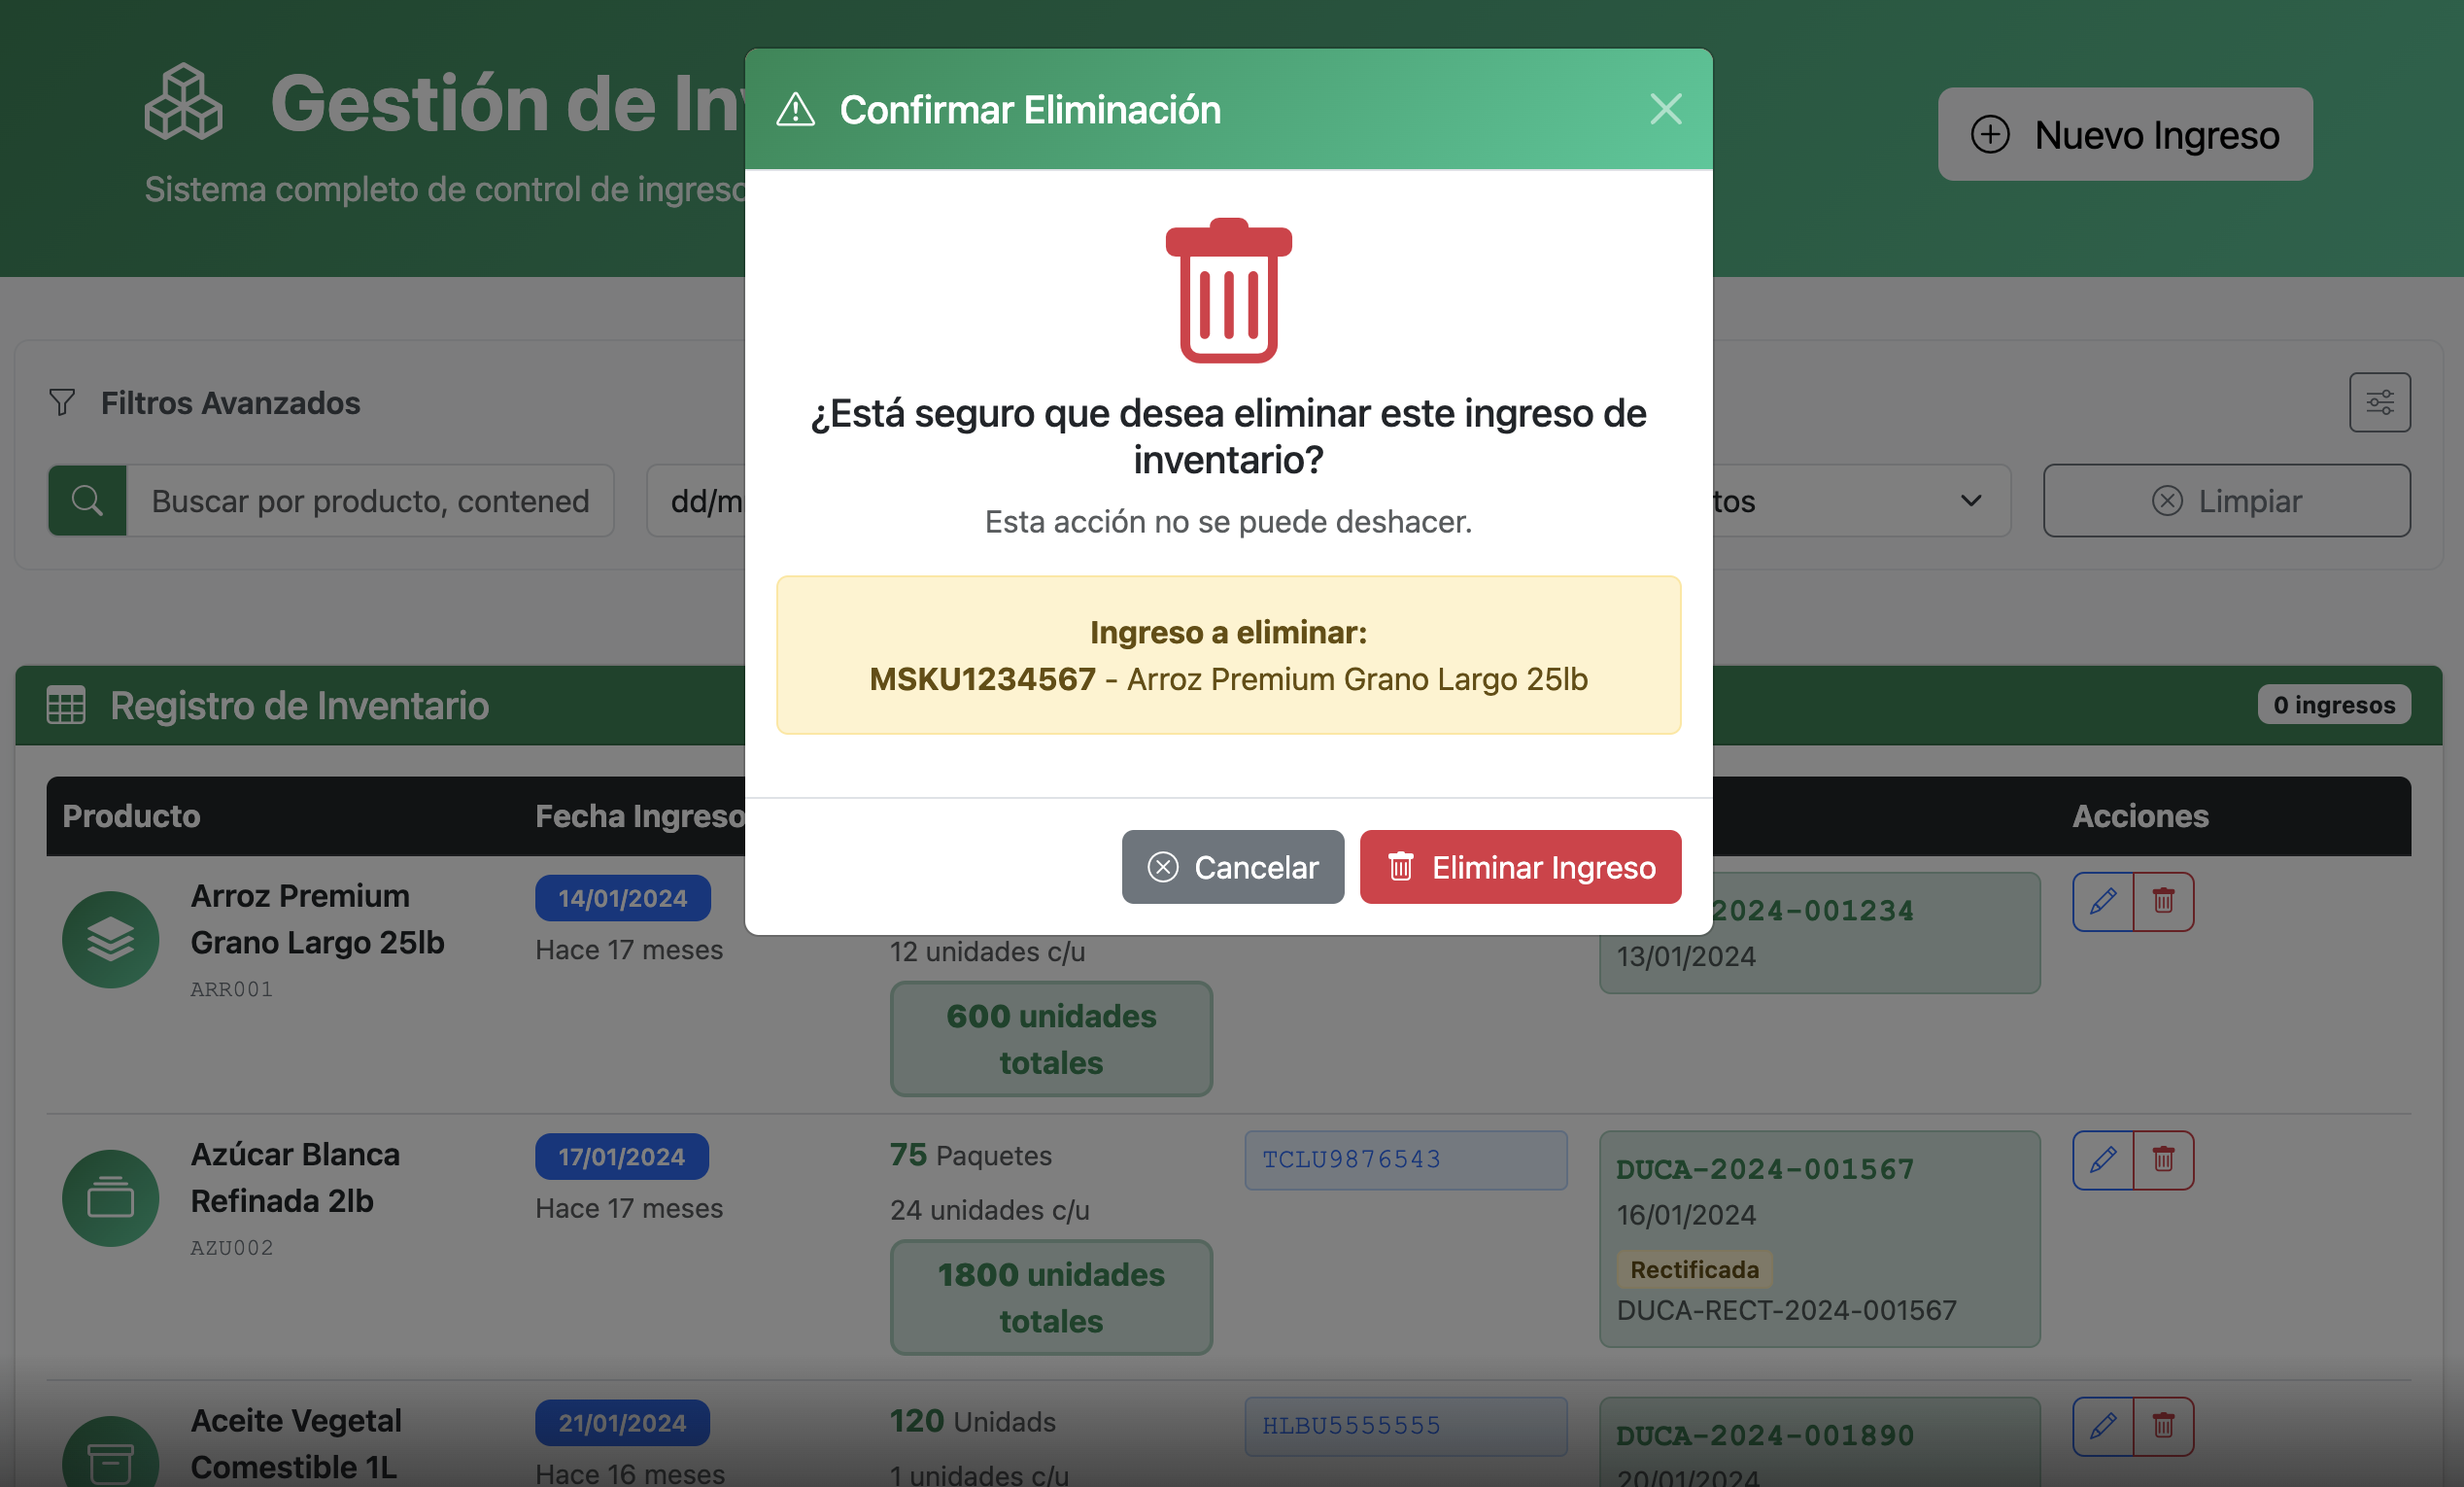 Gestión de In
Sistema completo de control de ingreso
Nuevo Ingreso
Confirmar Eliminación
¿Está seguro que desea eliminar este ingreso de
inventario?
Esta acción no se puede deshacer.
Ingreso a eliminar:
MSKU1234567 - Arroz Premium Grano Largo 25lb
Cancelar
Eliminar Ingreso
Filtros Avanzados
Buscar por producto, contened
dd/m
tos
Limpiar
Registro de Inventario
0 ingresos
Producto
Fecha Ingreso
Acciones
Arroz Premium
Grano Largo 25lb
ARR001
14/01/2024
Hace 17 meses
12 unidades c/u
600 unidades
totales
2024-001234
13/01/2024
Azúcar Blanca
Refinada 2lb
AZU002
17/01/2024
Hace 17 meses
75 Paquetes
24 unidades c/u
1800 unidades
totales
TCLU9876543
DUCA-2024-001567
16/01/2024
Rectificada
DUCA-RECT-2024-001567
Aceite Vegetal
Comestible 1L
21/01/2024
Hace 16 meses
120 Unidads
1 unidades c/u
HLBU5555555
DUCA-2024-001890
20/01/2024